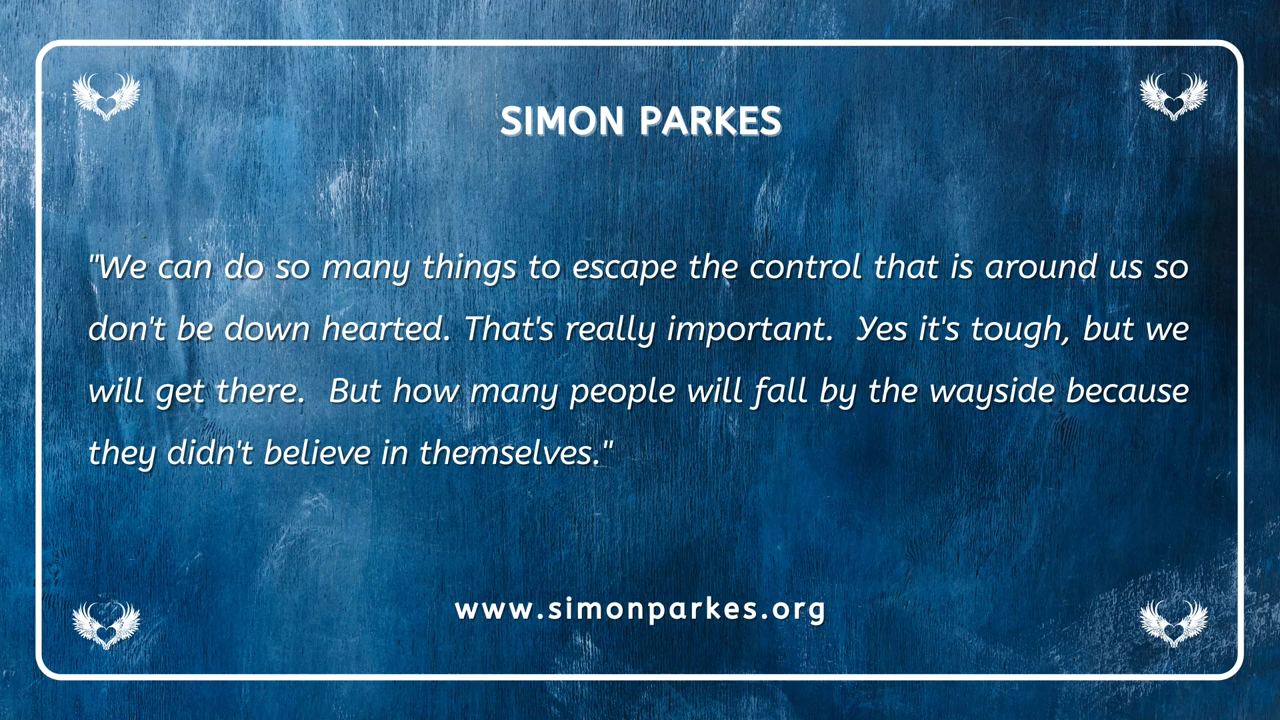 SIMON PARKES
"We can do so many things to escape the control that is around us so
don't be down hearted. That's really important.  Yes it's tough, but we
will get there.  But how many people will fall by the wayside because
they didn't believe in themselves."
www.simonparkes.org